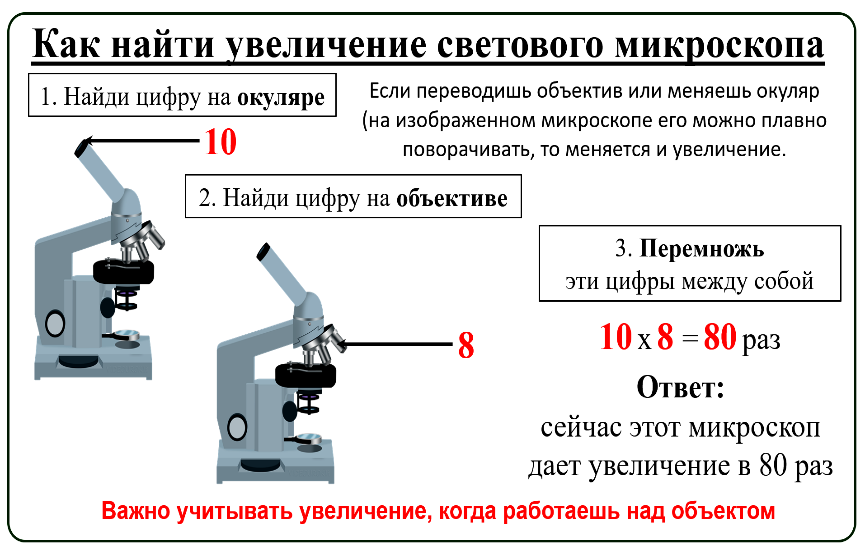 Как найти увеличение светового микроскопа
1. Найди цифру на окуляре
Если переводишь объектив или меняешь окуляр
(на изображенном микроскопе его можно плавно
поворачивать, то меняется и увеличение.
10
2. Найди цифру на объективе
3. Перемножь
эти цифры между собой
8
10 х 8 = 80 раз
Ответ:
сейчас этот микроскоп
дает увеличение в 80 раз
Важно учитывать увеличение, когда работаешь над объектом